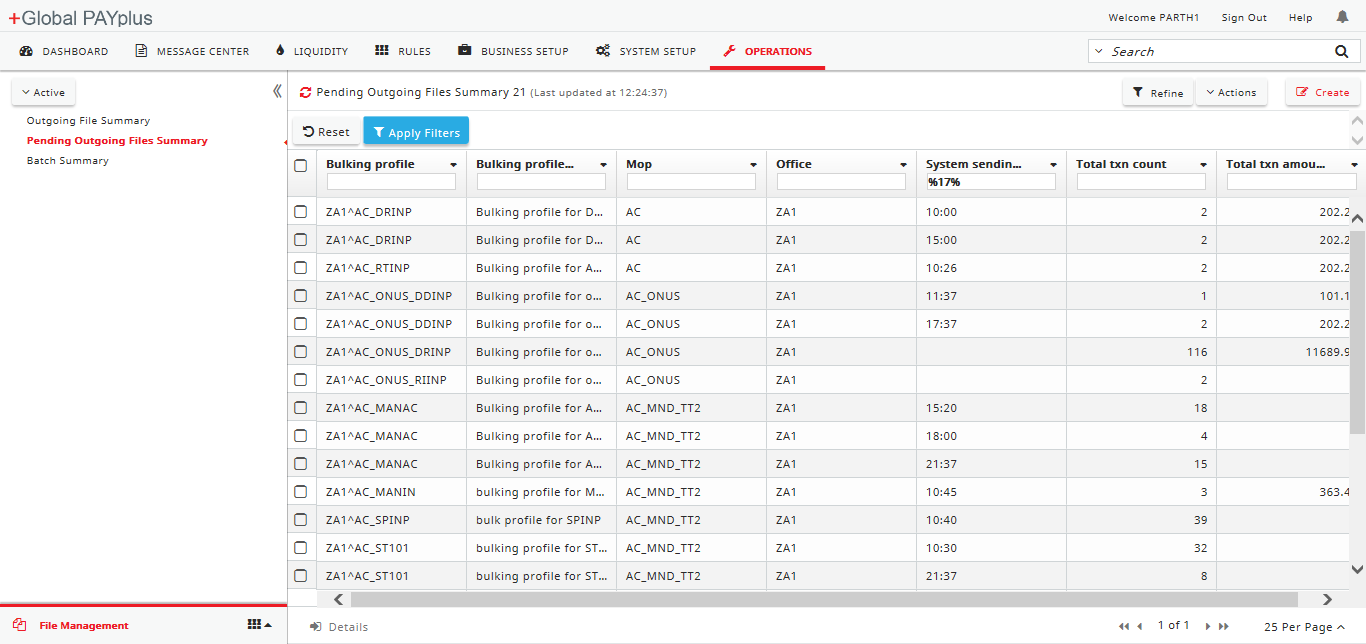 +Global PAYplus
Welcome PARTH1 Sign Out Help
DASHBOARD MESSAGE CENTER LIQUIDITY RULES BUSINESS SETUP SYSTEM SETUP OPERATIONS Search
Active
Outgoing File Summary
Pending Outgoing Files Summary
Batch Summary
Pending Outgoing Files Summary 21 (Last updated at 12:24:37) Refine Actions Create
Reset Apply Filters
Bulking profile Bulking profile... Mop Office System sendin... Total txn count Total txn amou...
%17%
ZA1^AC_DRINP Bulking profile for D... AC ZA1 10:00 2 202.2
ZA1^AC_DRINP Bulking profile for D... AC ZA1 15:00 2 202.2
ZA1^AC_RTINP Bulking profile for A... AC ZA1 10:26 2 202.2
ZA1^AC_ONUS_DDINP Bulking profile for o... AC_ONUS ZA1 11:37 1 101.1
ZA1^AC_ONUS_DDINP Bulking profile for o... AC_ONUS ZA1 17:37 2 202.2
ZA1^AC_ONUS_DRINP Bulking profile for o... AC_ONUS ZA1 116 11689.9
ZA1^AC_ONUS_RIINP Bulking profile for o... AC_ONUS ZA1 2
ZA1^AC_MANAC Bulking profile for A... AC_MND_TT2 ZA1 15:20 18
ZA1^AC_MANAC Bulking profile for A... AC_MND_TT2 ZA1 18:00 4
ZA1^AC_MANAC Bulking profile for A... AC_MND_TT2 ZA1 21:37 15
ZA1^AC_MANIN bulking profile for M... AC_MND_TT2 ZA1 10:45 3 363.4
ZA1^AC_SPINP bulk profile for SPINP AC_MND_TT2 ZA1 10:40 39
ZA1^AC_ST101 bulking profile for ST... AC_MND_TT2 ZA1 10:30 32
ZA1^AC_ST101 bulking profile for ST... AC_MND_TT2 ZA1 21:37 8
File Management Details 1 of 1 25 Per Page